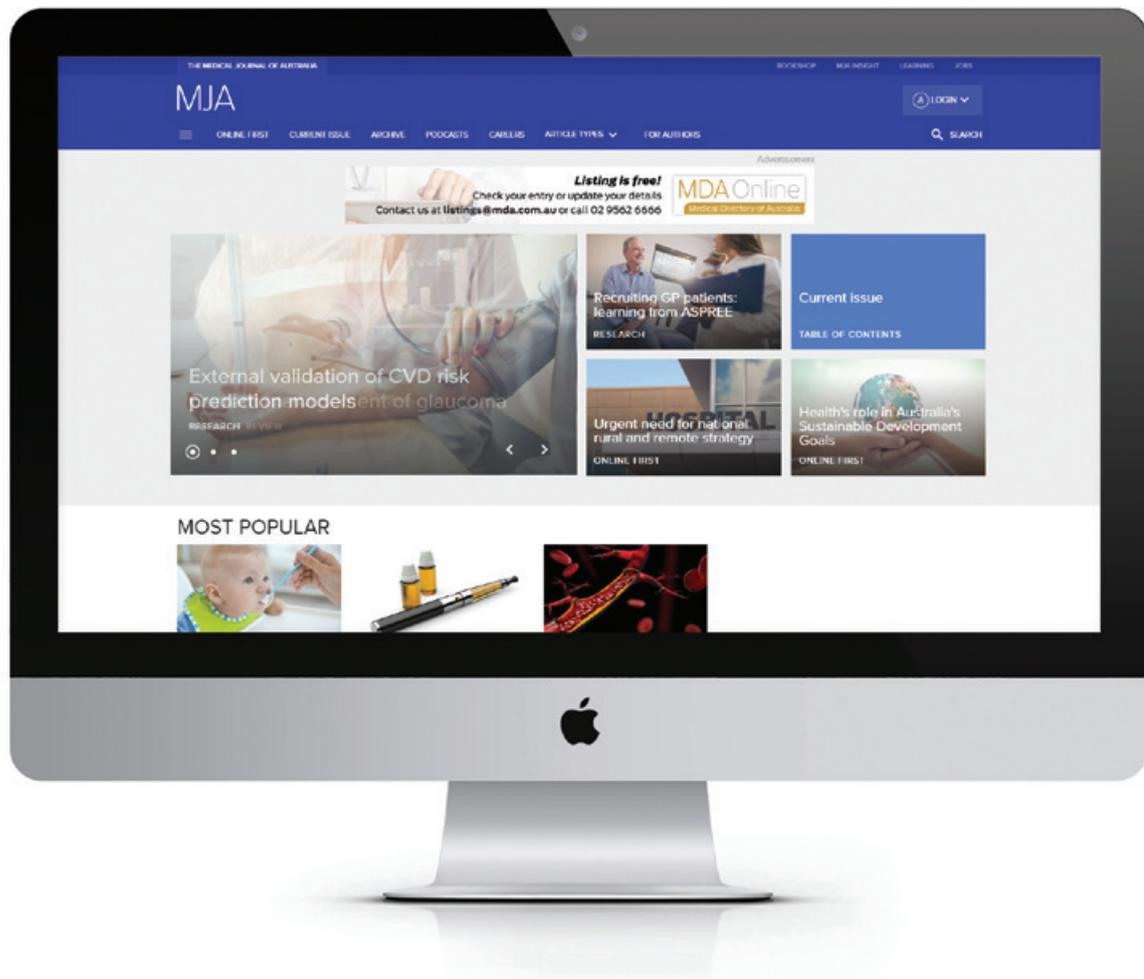 THE MEDICAL JOURNAL OF AUSTRALIA
BOOKSHOP MJA INSIGHT LEARNING JOBS
MJA
LOGIN
ONLINE FIRST CURRENT ISSUE ARCHIVE PODCASTS CAREERS ARTICLE TYPES FOR AUTHORS
SEARCH
Advertisement
Listing is free!
Check your entry or update your details
Contact us at listings@mda.com.au or call 02 9562 6666
MDA Online
Medical Directory of Australia
External validation of CVD risk
prediction models
ent of glaucoma
RESEARCH REVIEW
Recruiting GP patients:
learning from ASPREE
RESEARCH
Current issue
TABLE OF CONTENTS
HOSPITAL
Urgent need for national
rural and remote strategy
ONLINE FIRST
Health's role in Australia's
Sustainable Development
Goals
ONLINE FIRST
MOST POPULAR